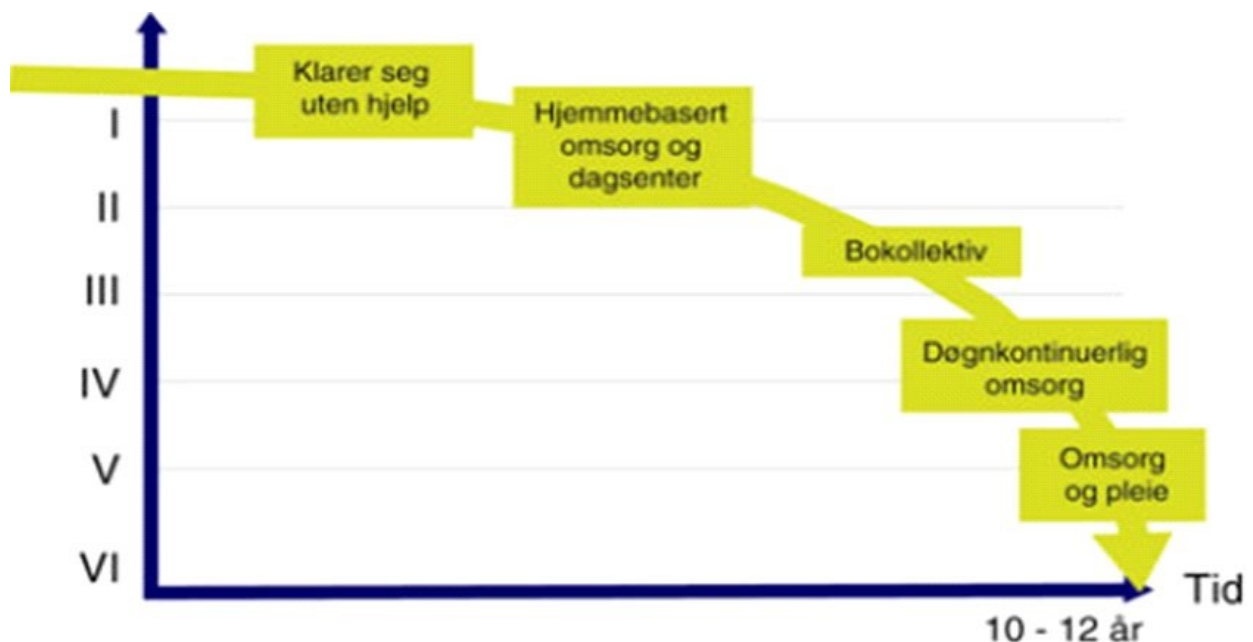 Klarer seg
uten hjelp
I
Hjemmebasert
omsorg og
dagsenter
II
Bokollektiv
III
Døgnkontinuerlig
omsorg
IV
Omsorg
og pleie
V
VI
Tid
10 - 12 år